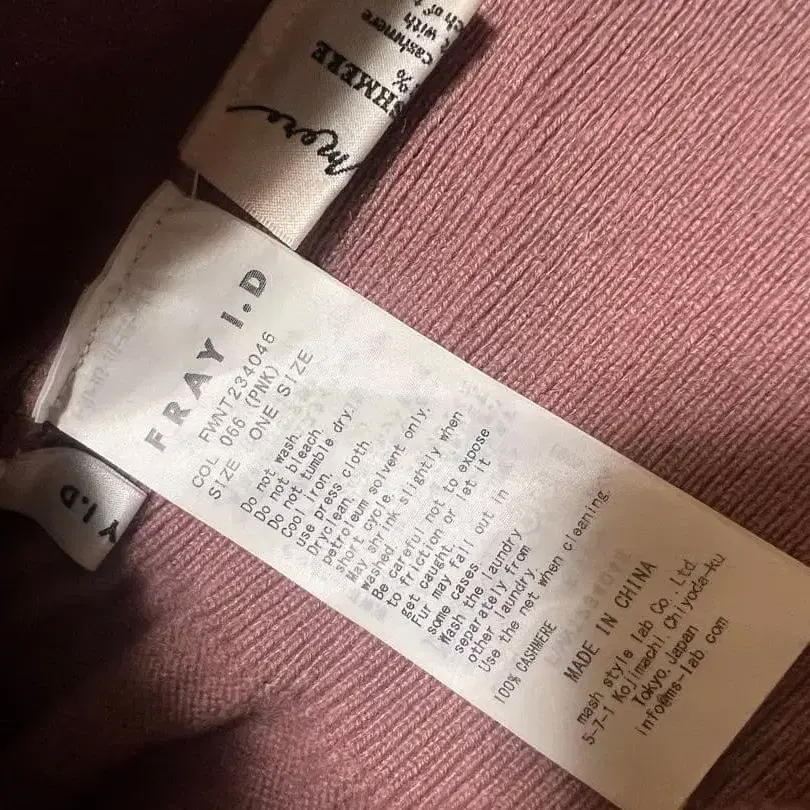 cashmere
%
mere
FRAY I.D
FWNT234046
COL 066 (PNK)
SIZE ONE SIZE
Do not wash.
Do not bleach.
Do not tumble dry.
Cool iron.
use press cloth.
Dryclean,
petroleum solvent only.
short cycle.
May shrink slightly when
washed
Be careful not to expose
to friction or let it
get caught.
Fur may fall out in
some cases.
Wash the laundry
separately from
other laundry.
Use the net when cleaning.
100% CASHMERE
MADE IN CHINA
mash style lab Co., Ltd.
5-7-1 Kojimachi, Chiyoda-ku
Tokyo, Japan
info@ms-lab.com
Y I.D